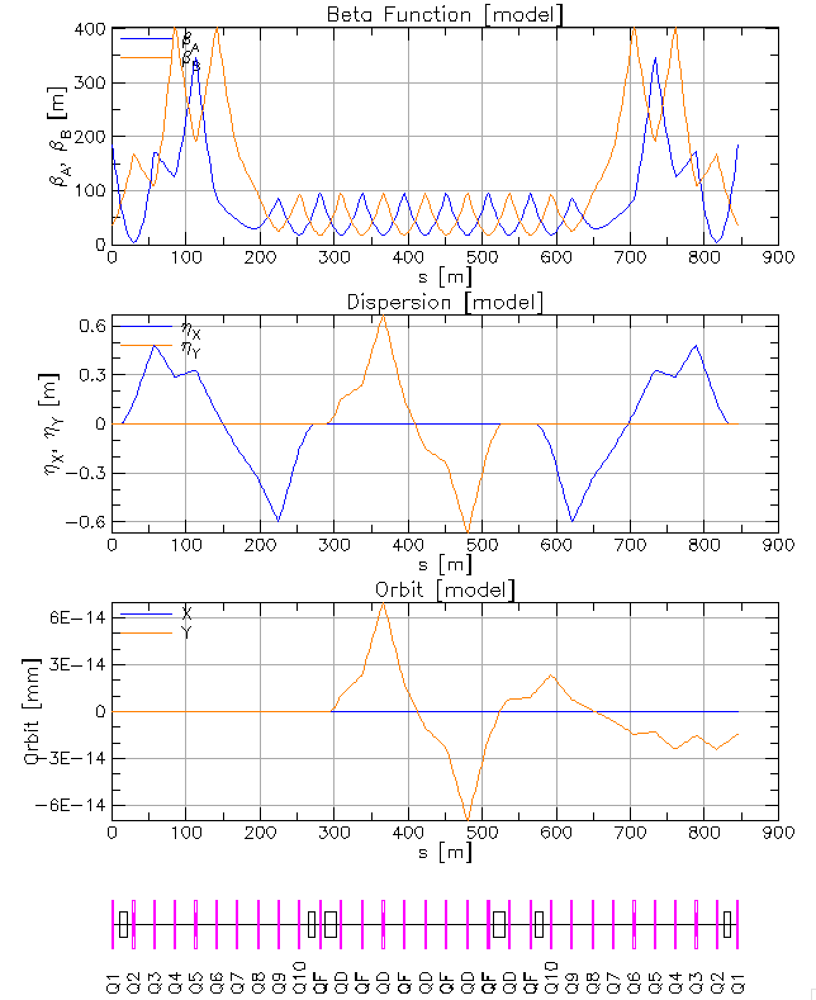 Beta Function [model]
400
300
200
100
0
β_A, β_B [m]
β_A
β_B
0 100 200 300 400 500 600 700 800 900
s [m]
Dispersion [model]
0.6
0.3
0
-0.3
-0.6
η_X, η_Y [m]
η_X
η_Y
0 100 200 300 400 500 600 700 800 900
s [m]
Orbit [model]
6E-14
3E-14
0
-3E-14
-6E-14
Orbit [mm]
X
Y
0 100 200 300 400 500 600 700 800 900
s [m]
Q1 Q2 Q3 Q4 Q5 Q6 Q7 Q8 Q9 Q10 QF QD QF QD QF QD QF QD QF QD QF Q10 Q9 Q8 Q7 Q6 Q5 Q4 Q3 Q2 Q1